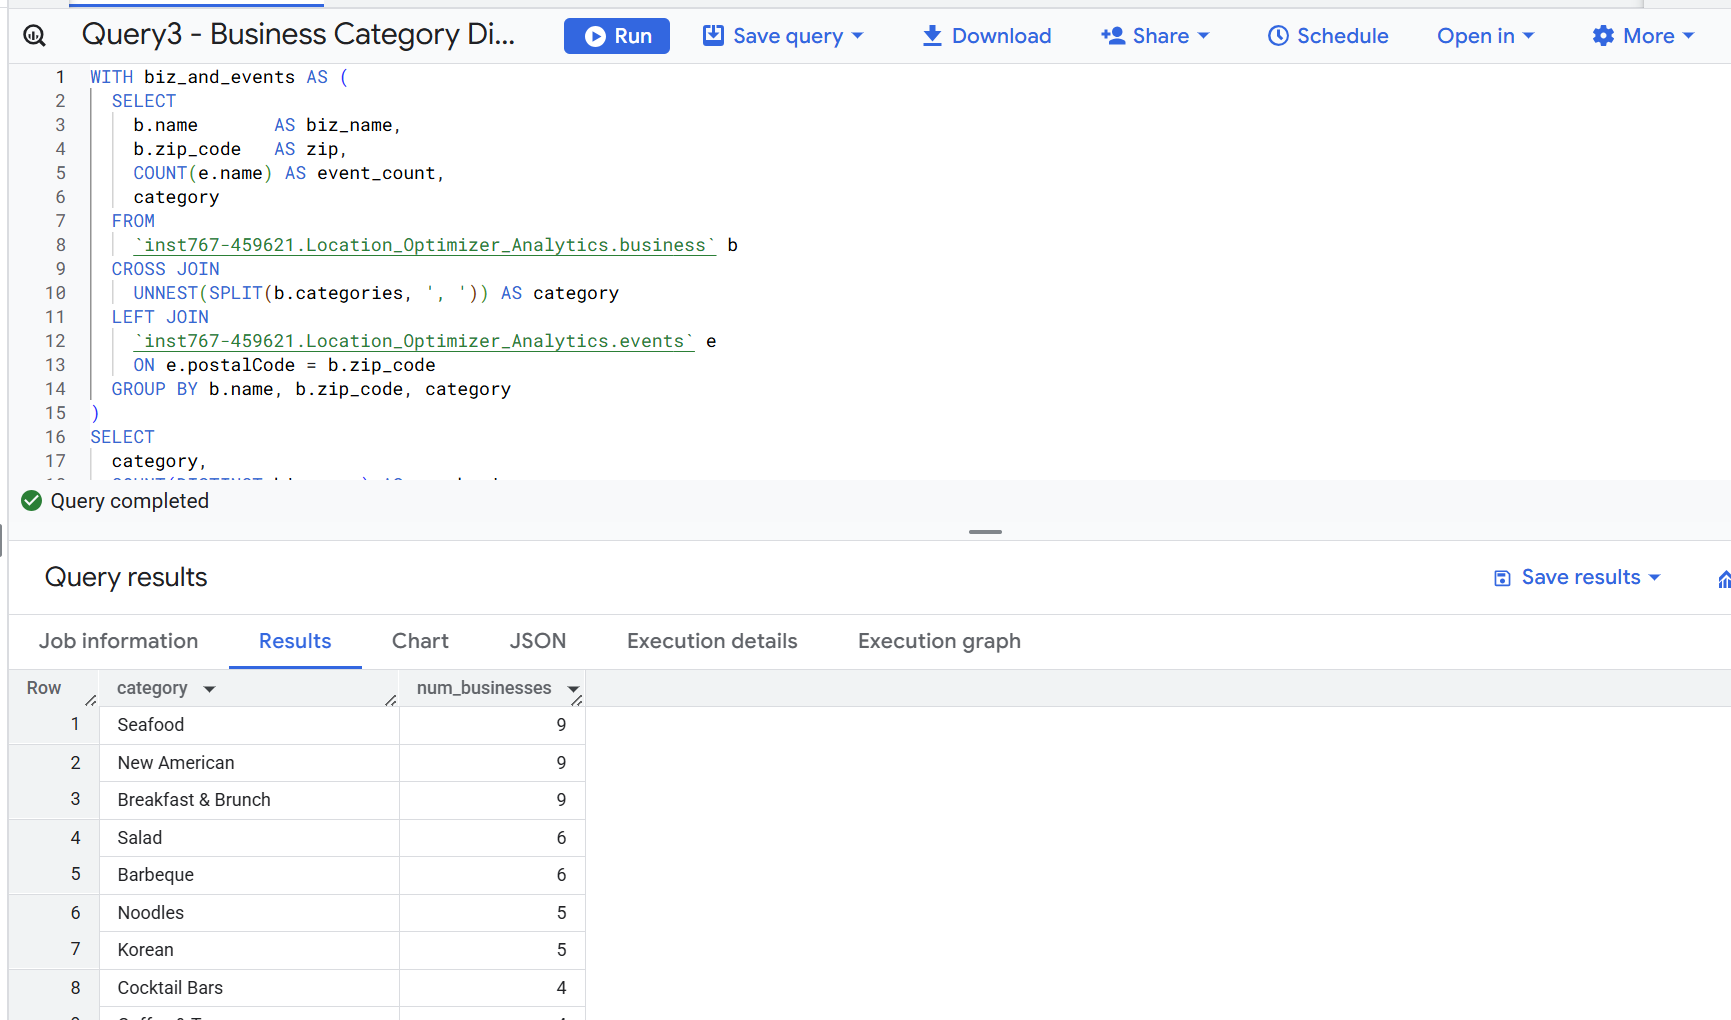 Query3 - Business Category Di... Run Save query Download Share Schedule Open in More
1 WITH biz_and_events AS (
2 SELECT
3 b.name AS biz_name,
4 b.zip_code AS zip,
5 COUNT(e.name) AS event_count,
6 category
7 FROM
8 `inst767-459621.Location_Optimizer_Analytics.business` b
9 CROSS JOIN
10 UNNEST(SPLIT(b.categories, ', ')) AS category
11 LEFT JOIN
12 `inst767-459621.Location_Optimizer_Analytics.events` e
13 ON e.postalCode = b.zip_code
14 GROUP BY b.name, b.zip_code, category
15 )
16 SELECT
17 category,
Query completed
Query results Save results
Job information Results Chart JSON Execution details Execution graph
Row category num_businesses
1 Seafood 9
2 New American 9
3 Breakfast & Brunch 9
4 Salad 6
5 Barbeque 6
6 Noodles 5
7 Korean 5
8 Cocktail Bars 4